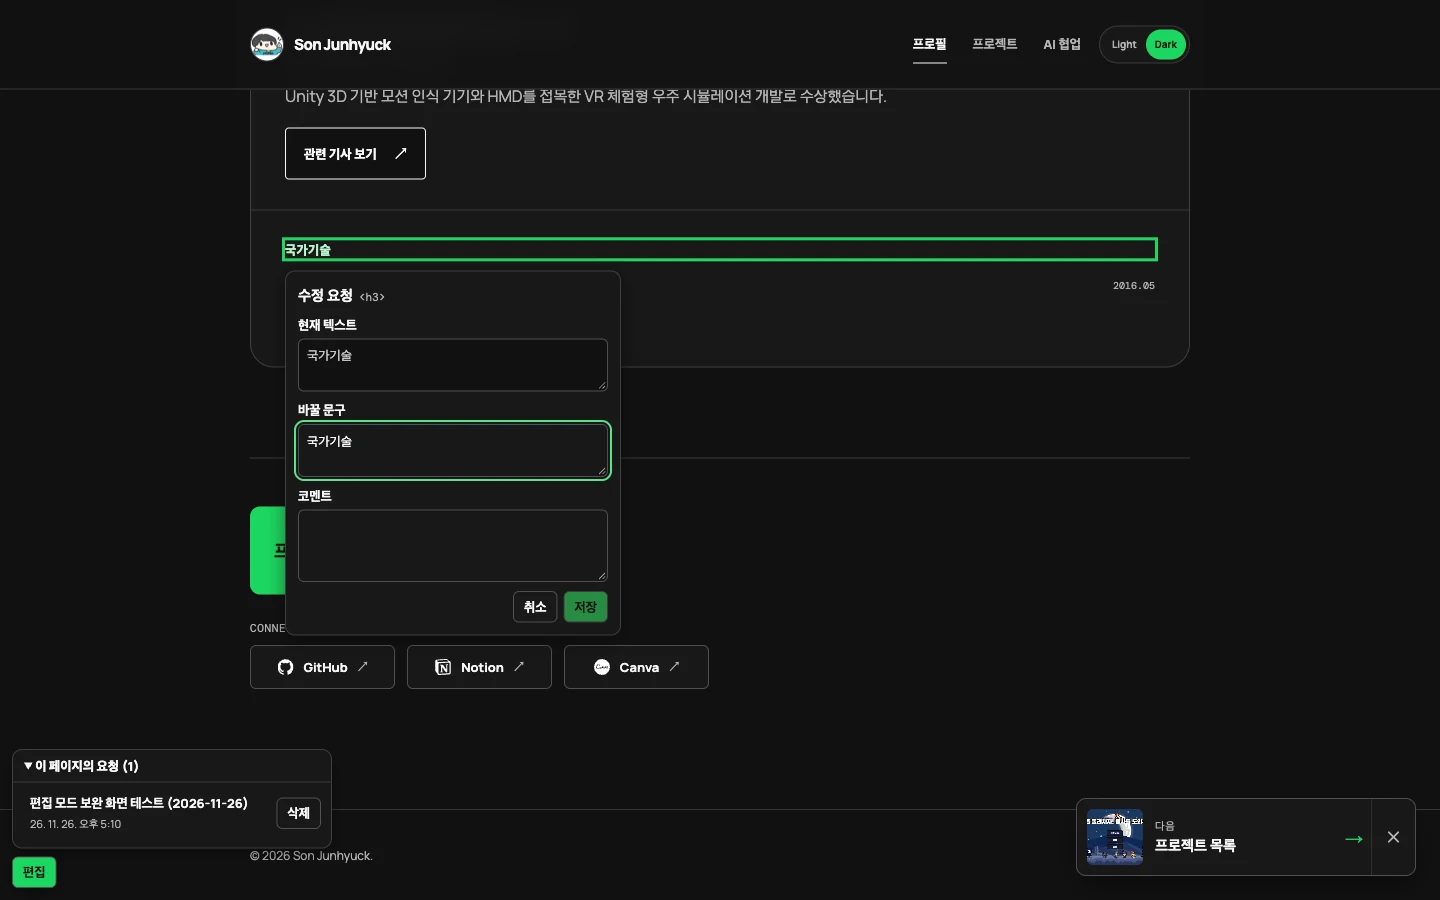 Son Junhyuck
프로필
프로젝트
AI 협업
Light
Dark
Unity 3D 기반 모션 인식 기기와 HMD를 접목한 VR 체험형 우주 시뮬레이션 개발로 수상했습니다.
관련 기사 보기 ↗
국가기술
2016.05
수정 요청 <h3>
현재 텍스트
국가기술
바꿀 문구
국가기술
코멘트
취소
저장
CONNE
GitHub ↗
Notion ↗
Canva ↗
▼이 페이지의 요청 (1)
편집 모드 보완 화면 테스트 (2026-11-26)
26. 11. 26. 오후 5:10
삭제
편집
© 2026 Son Junhyuck.
다음
프로젝트 목록
→